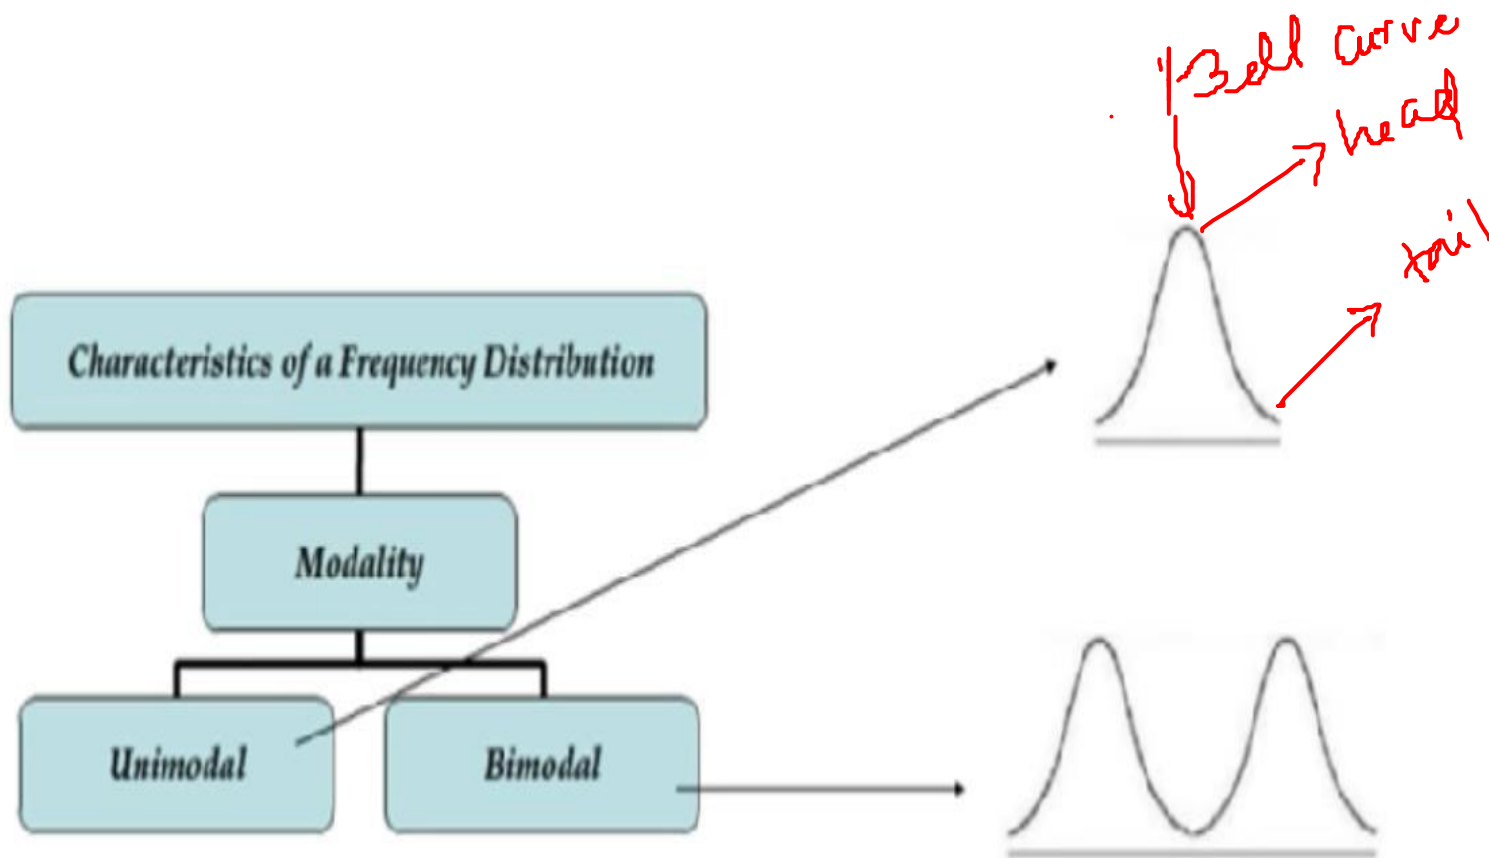 Bell curve
head
tail
Characteristics of a Frequency Distribution
Modality
Unimodal
Bimodal